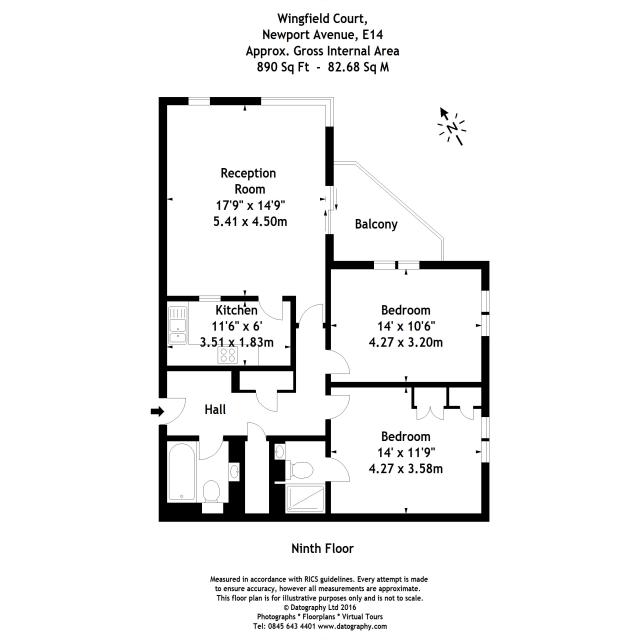 Wingfield Court,
Newport Avenue, E14
Approx. Gross Internal Area
890 Sq Ft - 82.68 Sq M
N
Reception
Room
17'9" x 14'9"
5.41 x 4.50m
Balcony
Kitchen
11'6" x 6'
3.51 x 1.83m
Bedroom
14' x 10'6"
4.27 x 3.20m
Hall
Bedroom
14' x 11'9"
4.27 x 3.58m
Ninth Floor
Measured in accordance with RICS guidelines. Every attempt is made
to ensure accuracy, however all measurements are approximate.
This floor plan is for illustrative purposes only and is not to scale.
© Datography Ltd 2016
Photographs * Floorplans * Virtual Tours
Tel: 0845 643 4401 www.datography.com